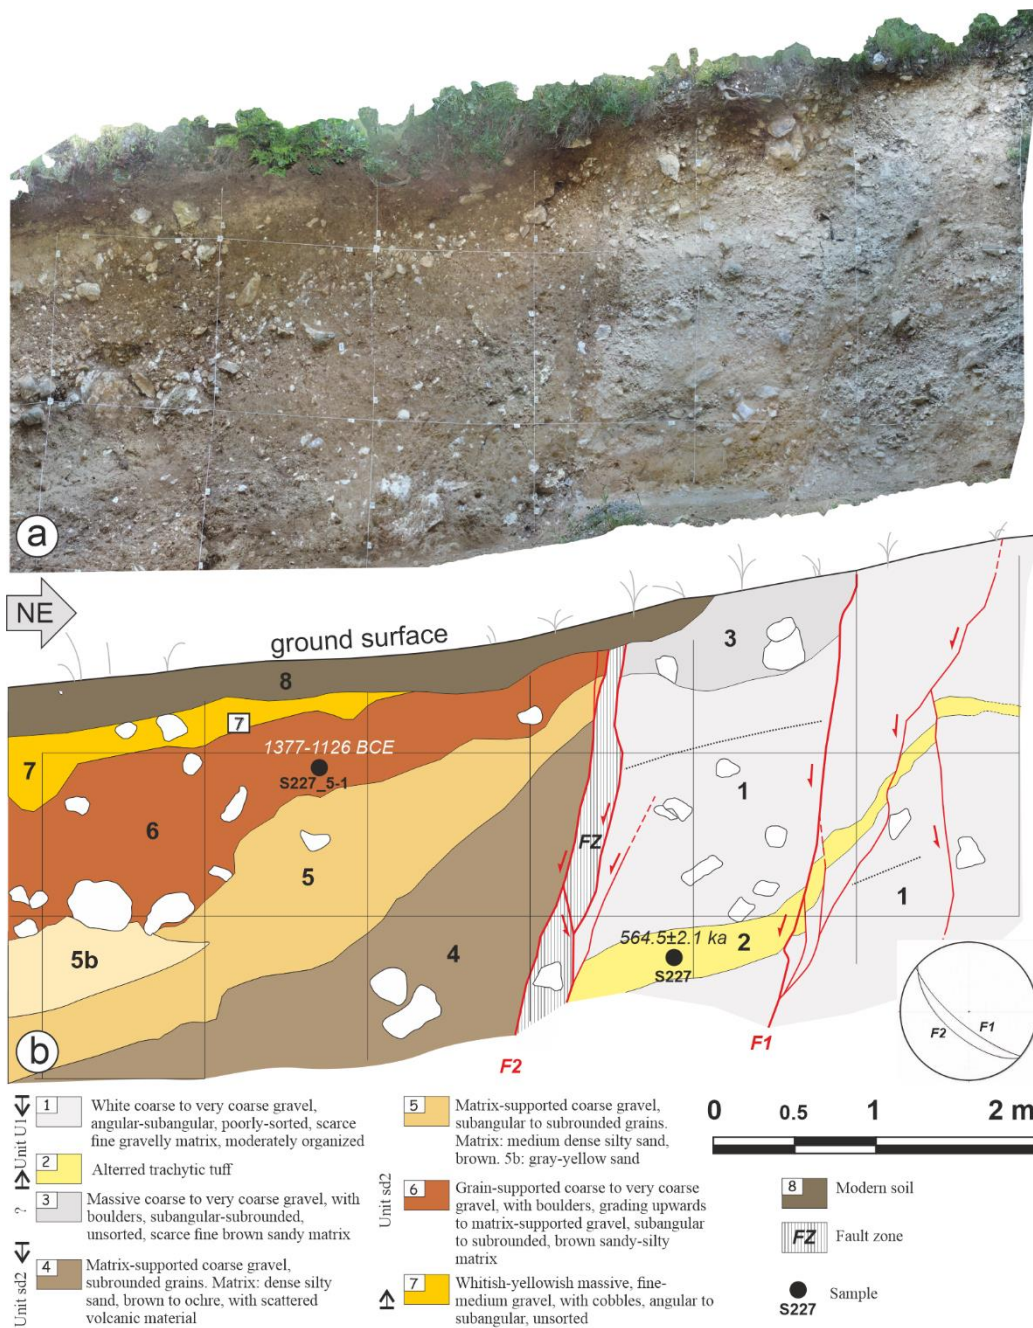 a
NE
ground surface
8
3
7
1377-1126 BCE
S227_5-1
7
1
6
FZ
5
1
2
564.5±2.1 ka
S227
4
5b
b
F2
F1
F1
F2
Unit U1
1
White coarse to very coarse gravel,
angular-subangular, poorly-sorted, scarce
fine gravelly matrix, moderately organized
2
Alterred trachytic tuff
?
3
Massive coarse to very coarse gravel, with
boulders, subangular-subrounded,
unsorted, scarce fine brown sandy matrix
Unit sd2
4
Matrix-supported coarse gravel,
subrounded grains. Matrix: dense silty
sand, brown to ochre, with scattered
volcanic material
5
Matrix-supported coarse gravel,
subangular to subrounded grains.
Matrix: medium dense silty sand,
brown. 5b: gray-yellow sand
Unit sd2
6
Grain-supported coarse to very coarse
gravel, with boulders, grading upwards
to matrix-supported gravel, subangular
to subrounded, brown sandy-silty
matrix
7
Whitish-yellowish massive, fine-
medium gravel, with cobbles, angular to
subangular, unsorted
0 0.5 1 2 m
8
Modern soil
FZ
Fault zone
S227
Sample